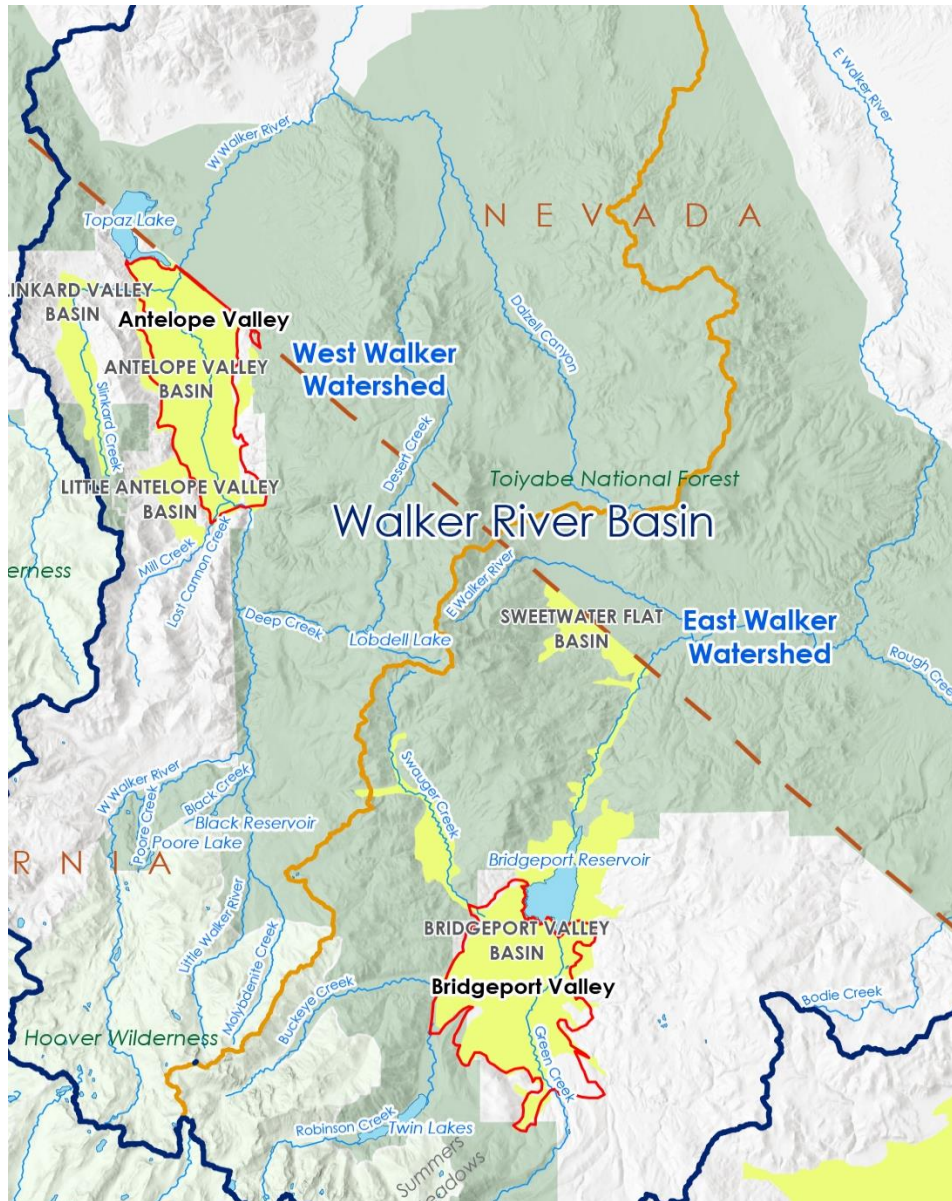 E Walker River
W Walker River
NEVADA
Topaz Lake
LINKARD VALLEY
BASIN
Antelope Valley
ANTELOPE VALLEY
BASIN
West Walker
Watershed
Dalzell Canyon
Slinkard Creek
Desert Creek
LITTLE ANTELOPE VALLEY
BASIN
Toiyabe National Forest
Walker River Basin
Mill Creek
Lost Cannon Creek
erness
E Walker River
Deep Creek
Lobdell Lake
SWEETWATER FLAT
BASIN
East Walker
Watershed
Rough Cree
W Walker River
Poore Creek
Black Creek
Black Reservoir
Poore Lake
RNIA
Swauger Creek
Bridgeport Reservoir
Little Walker River
Molybdenite Creek
BRIDGEPORT VALLEY
BASIN
Bridgeport Valley
Buckeye Creek
Bodie Creek
Hoover Wilderness
Green Creek
Robinson Creek
Twin Lakes
Summers
eadows